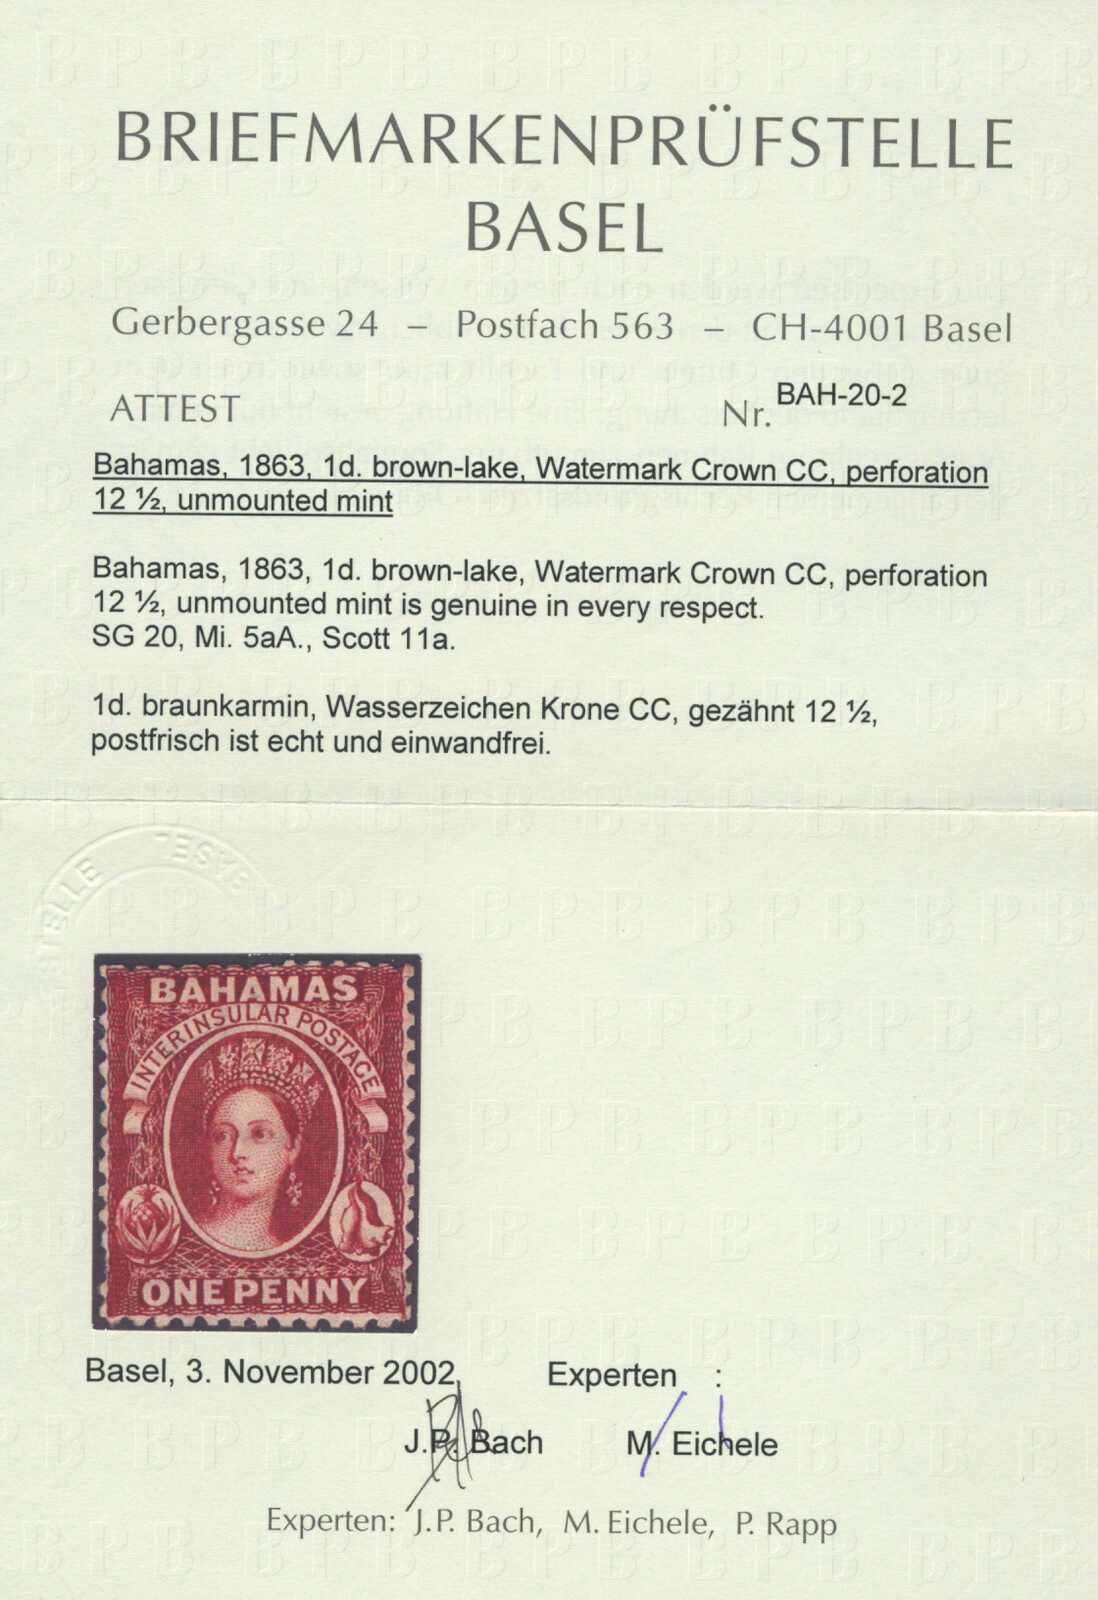 BRIEFMARKENPRÜFSTELLE
BASEL
Gerbergasse 24 – Postfach 563 – CH-4001 Basel
ATTEST Nr. BAH-20-2
Bahamas, 1863, 1d. brown-lake, Watermark Crown CC, perforation
12 ½, unmounted mint
Bahamas, 1863, 1d. brown-lake, Watermark Crown CC, perforation
12 ½, unmounted mint is genuine in every respect.
SG 20, Mi. 5aA., Scott 11a.
1d. braunkarmin, Wasserzeichen Krone CC, gezähnt 12 ½,
postfrisch ist echt und einwandfrei.
BAHAMAS
INTERINSULAR POSTAGE
ONE PENNY
Basel, 3. November 2002, Experten :
J.P. Bach M. Eichele
Experten: J.P. Bach, M. Eichele, P. Rapp